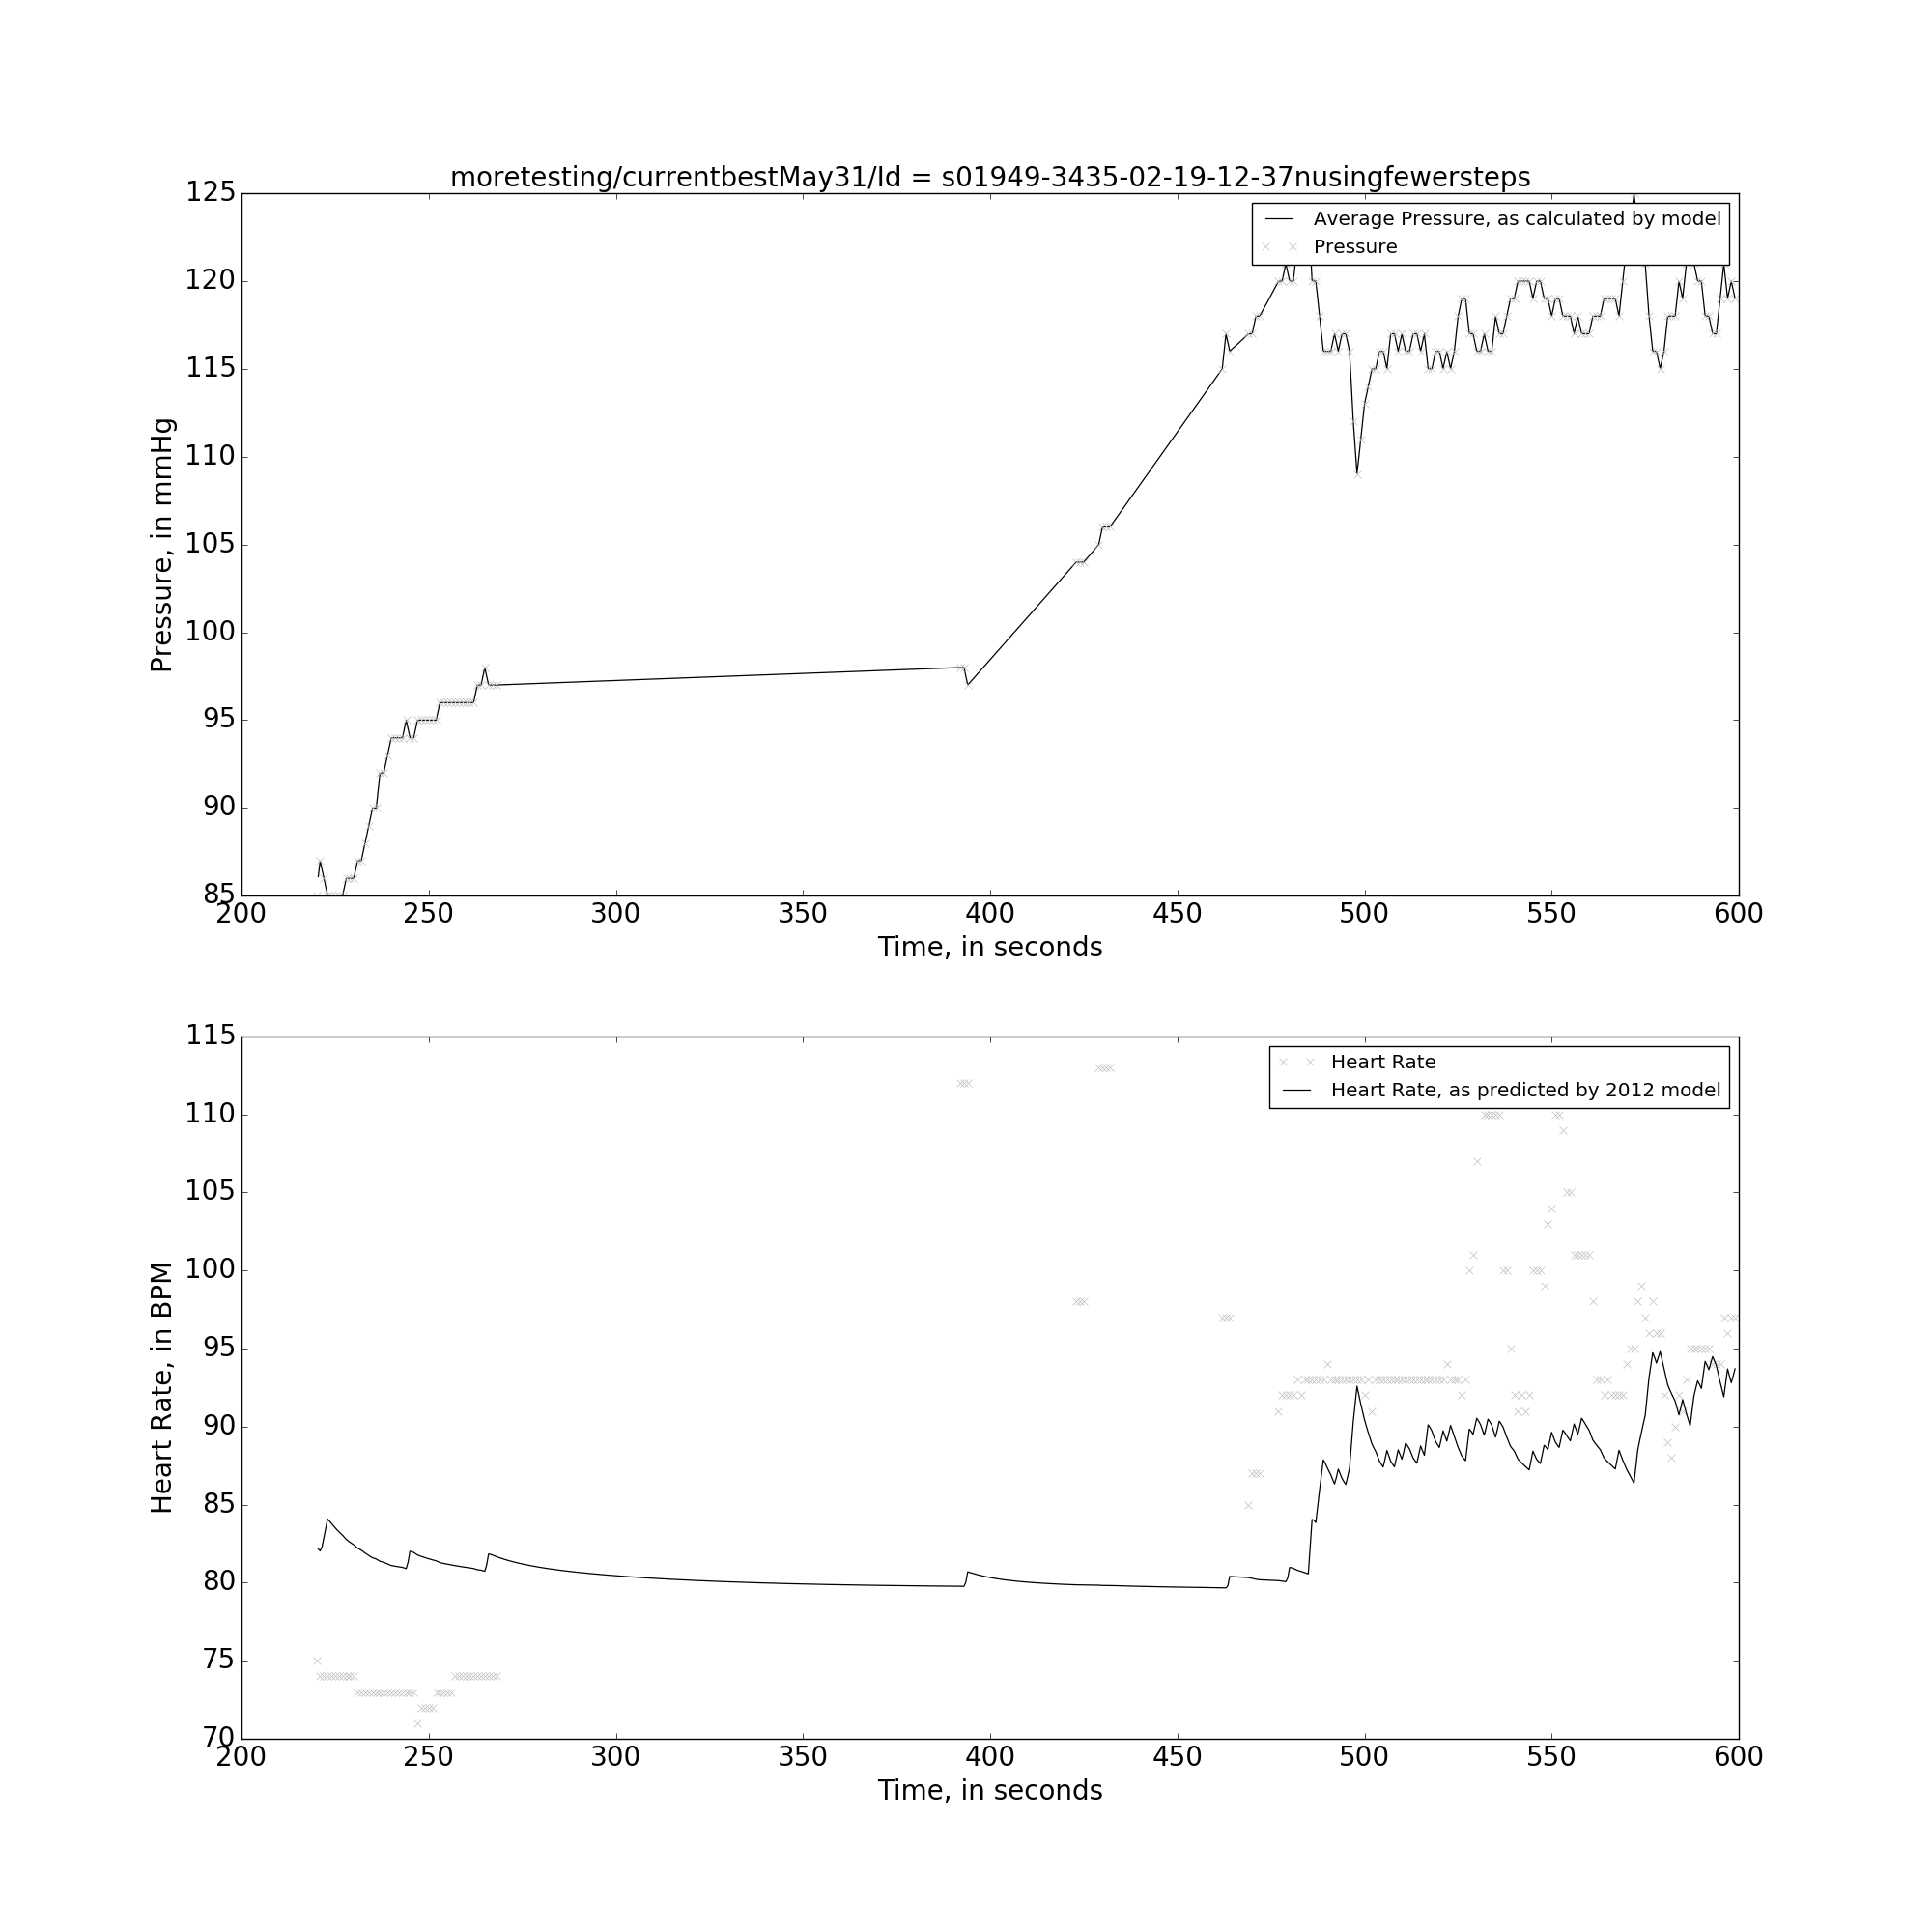 moretesting/currentbestMay31/Id = s01949-3435-02-19-12-37nusingfewersteps
125
120
115
110
105
100
95
90
85
Pressure, in mmHg
Average Pressure, as calculated by model
Pressure
200 250 300 350 400 450 500 550 600
Time, in seconds
115
110
105
100
95
90
85
80
75
70
Heart Rate, in BPM
Heart Rate
Heart Rate, as predicted by 2012 model
200 250 300 350 400 450 500 550 600
Time, in seconds